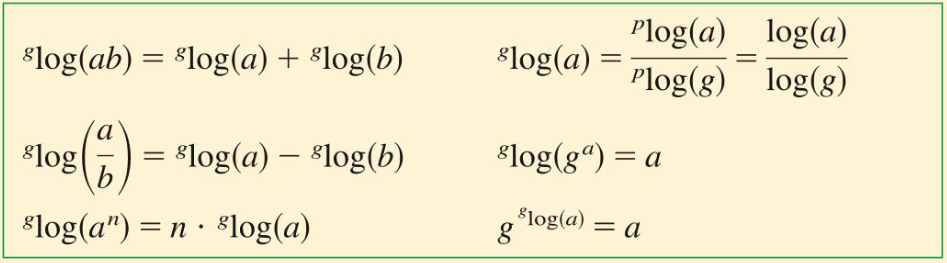 ᵍlog(ab) = ᵍlog(a) + ᵍlog(b)
ᵍlog(a/b) = ᵍlog(a) − ᵍlog(b)
ᵍlog(aⁿ) = n · ᵍlog(a)
ᵍlog(a) = ᵖlog(a)/ᵖlog(g) = log(a)/log(g)
ᵍlog(gᵃ) = a
g^(ᵍlog(a)) = a